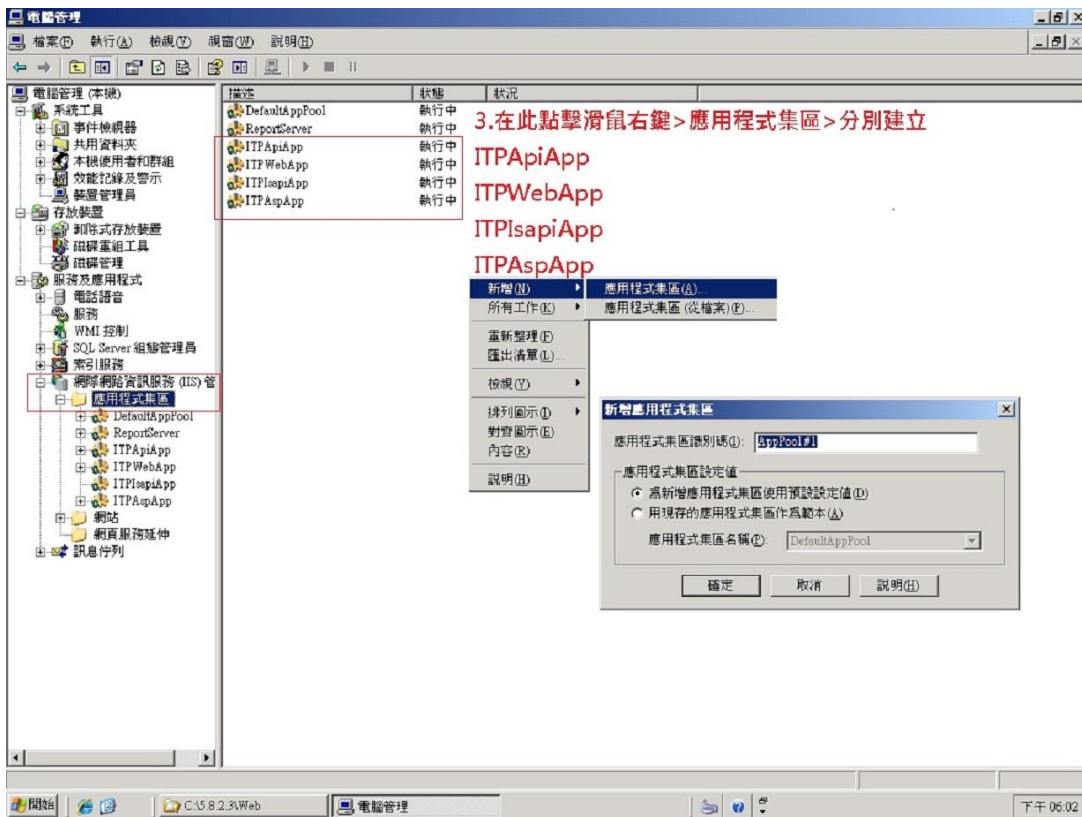 電腦管理
檔案(F) 執行(A) 檢視(V) 視窗(W) 說明(H)
電腦管理 (本機)
系統工具
事件檢視器
共用資料夾
本機使用者和群組
效能記錄及警示
裝置管理員
存放裝置
卸除式存放裝置
磁碟重組工具
磁碟管理
服務及應用程式
電話語音
服務
WMI 控制
SQL Server 組態管理員
索引服務
網際網路資訊服務 (IIS) 管
應用程式集區
DefaultAppPool
ReportServer
ITPApiApp
ITPWebApp
ITPIsapiApp
ITPAspApp
網站
網頁服務延伸
訊息佇列
描述 狀態 狀況
DefaultAppPool 執行中
ReportServer 執行中
ITPApiApp 執行中
ITPWebApp 執行中
ITPIsapiApp 執行中
ITPAspApp 執行中
3.在此點擊滑鼠右鍵>應用程式集區>分別建立
ITPApiApp
ITPWebApp
ITPIsapiApp
ITPAspApp
新增(N)
所有工作(K)
重新整理(F)
匯出清單(L)...
檢視(V)
排列圖示(I)
對齊圖示(E)
內容(R)
說明(H)
應用程式集區(A)...
應用程式集區 (從檔案)(F)...
新增應用程式集區
應用程式集區識別碼(I): AppPool#1
應用程式集區設定值
為新增應用程式集區使用預設設定值(D)
用現存的應用程式集區作為範本(A)
應用程式集區名稱(P): DefaultAppPool
確定 取消 說明(H)
開始 C:\5.8.2.3\Web 電腦管理 下午 06:02